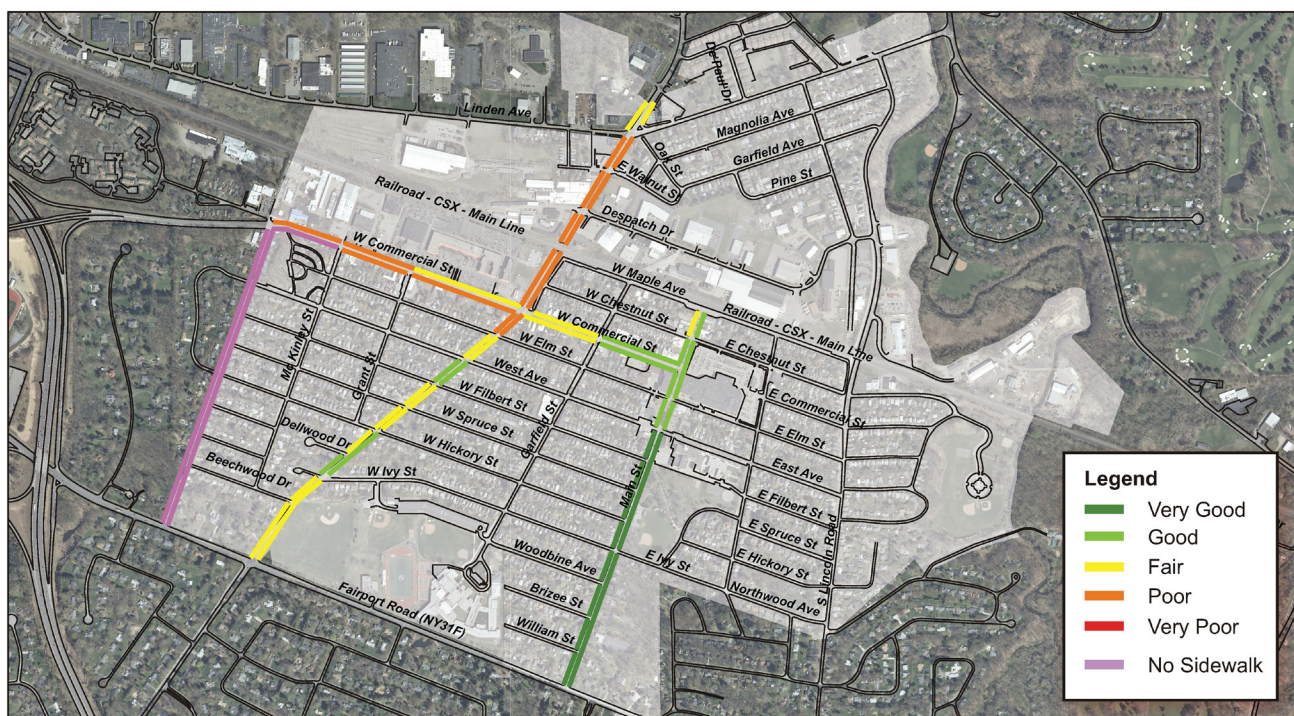 Linden Ave
De Paul Dr
Magnolia Ave
Garfield Ave
Oak St
E Walnut St
Pine St
Railroad - CSX - Main Line
Despatch Dr
W Commercial St
W Maple Ave
W Chestnut St
Railroad - CSX - Main Line
W Commercial St
E Chestnut St
Mc Kinley St
Grant St
W Elm St
West Ave
W Filbert St
Garfield St
E Commercial St
W Spruce St
E Elm St
Dellwood Dr
W Hickory St
East Ave
Beechwood Dr
W Ivy St
Main St
E Filbert St
E Spruce St
S Lincoln Road
Woodbine Ave
E Ivy St
E Hickory St
Brizee St
Northwood Ave
Fairport Road (NY31F)
William St
Legend
Very Good
Good
Fair
Poor
Very Poor
No Sidewalk